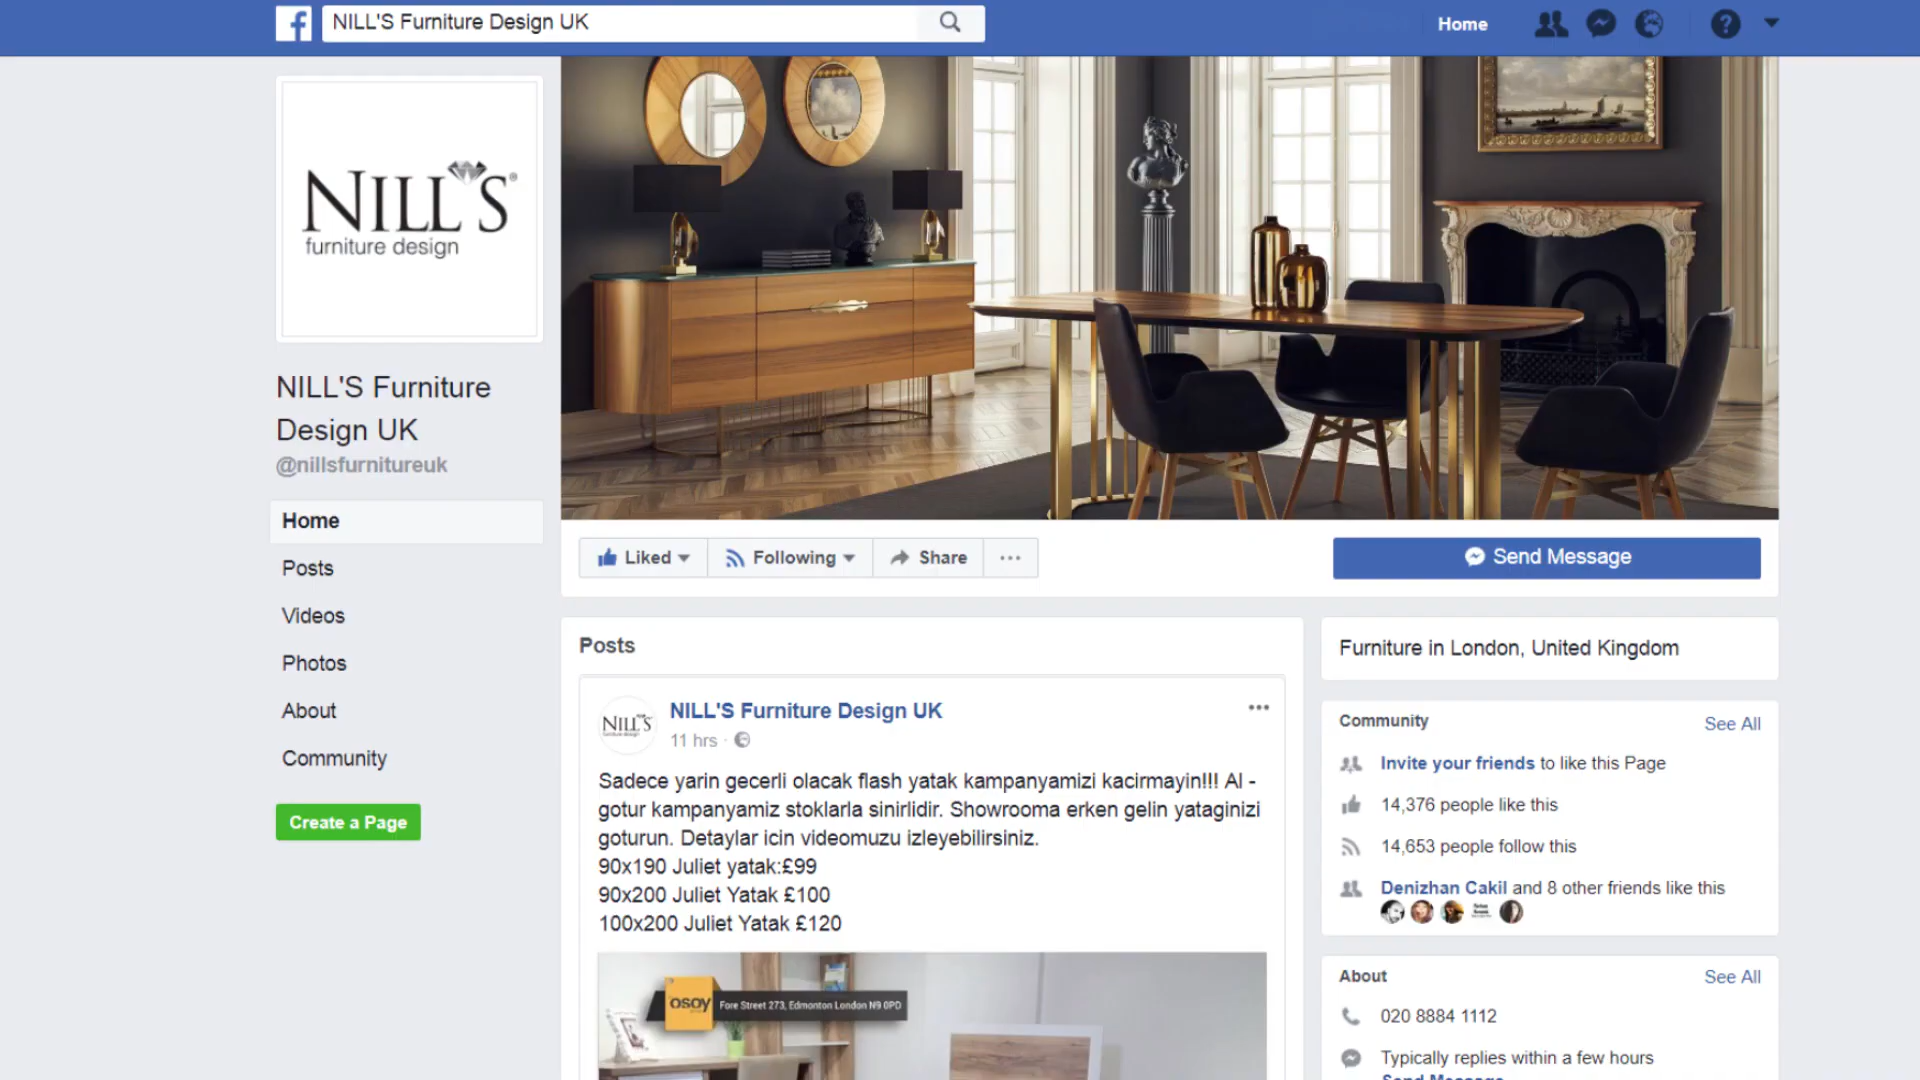 NILL'S Furniture Design UK
Home
NILL'S®
furniture design
NILL'S Furniture
Design UK
@nillsfurnitureuk
Home
Posts
Videos
Photos
About
Community
Create a Page
Liked
Following
Share
Send Message
Posts
NILL'S
furniture design
NILL'S Furniture Design UK
11 hrs ·
Sadece yarin gecerli olacak flash yatak kampanyamizi kacirmayin!!! Al -
gotur kampanyamiz stoklarla sinirlidir. Showrooma erken gelin yataginizi
goturun. Detaylar icin videomuzu izleyebilirsiniz.
90x190 Juliet yatak:£99
90x200 Juliet Yatak £100
100x200 Juliet Yatak £120
osoy
Fore Street 273, Edmonton London N9 0PD
Furniture in London, United Kingdom
Community
See All
Invite your friends to like this Page
14,376 people like this
14,653 people follow this
Denizhan Cakil and 8 other friends like this
About
See All
020 8884 1112
Typically replies within a few hours
Send Message